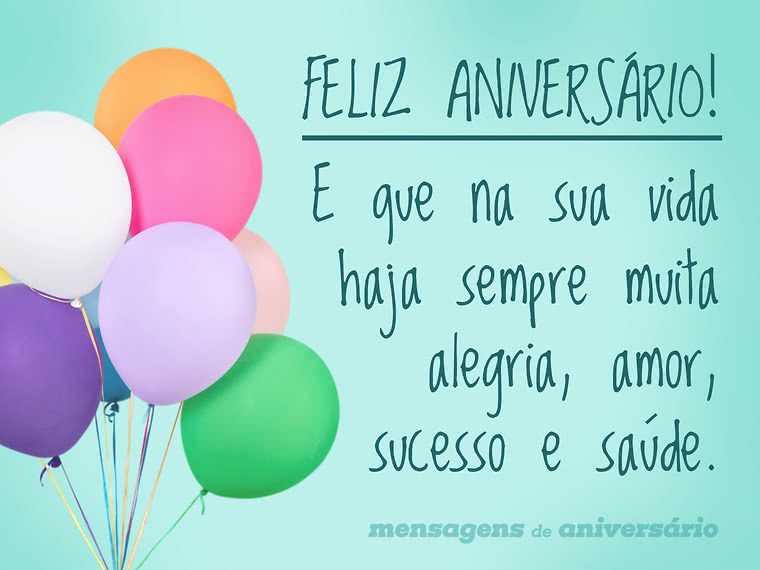 FELIZ ANIVERSÁRIO!
E que na sua vida
haja sempre muita
alegria, amor,
sucesso e saúde.
mensagens de aniversário